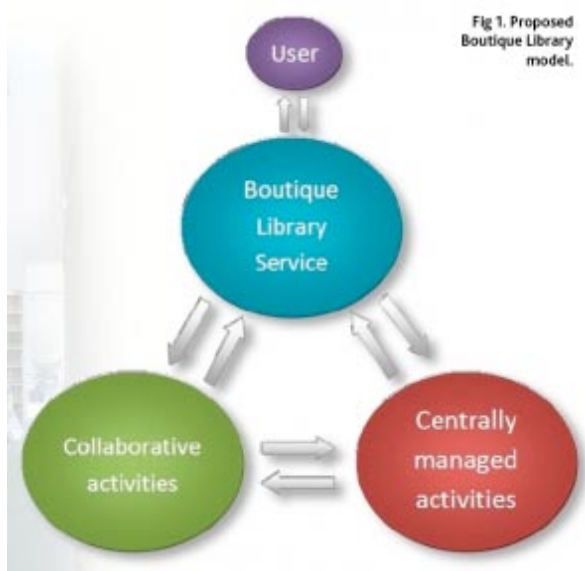 Fig 1. Proposed
Boutique Library
model.
User
Boutique
Library
Service
Collaborative
activities
Centrally
managed
activities